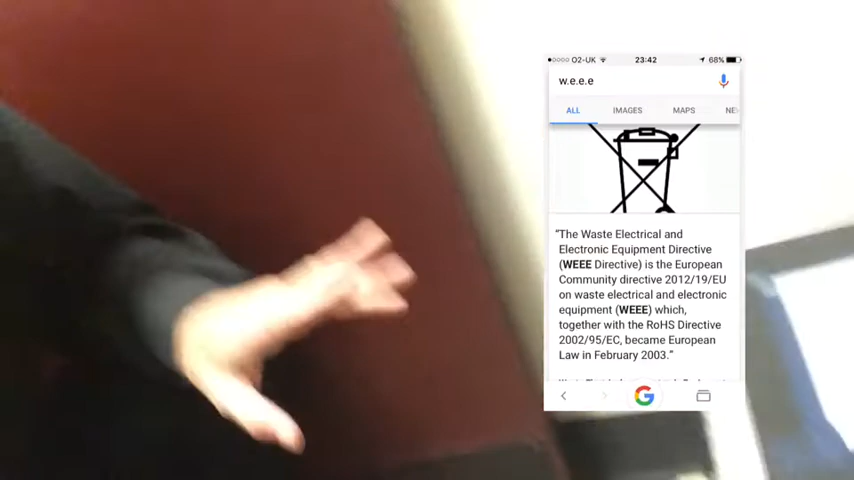 O2-UK 23:42 68%
w.e.e.e
ALL IMAGES MAPS
"The Waste Electrical and
Electronic Equipment Directive
(WEEE Directive) is the European
Community directive 2012/19/EU
on waste electrical and electronic
equipment (WEEE) which,
together with the RoHS Directive
2002/95/EC, became European
Law in February 2003."